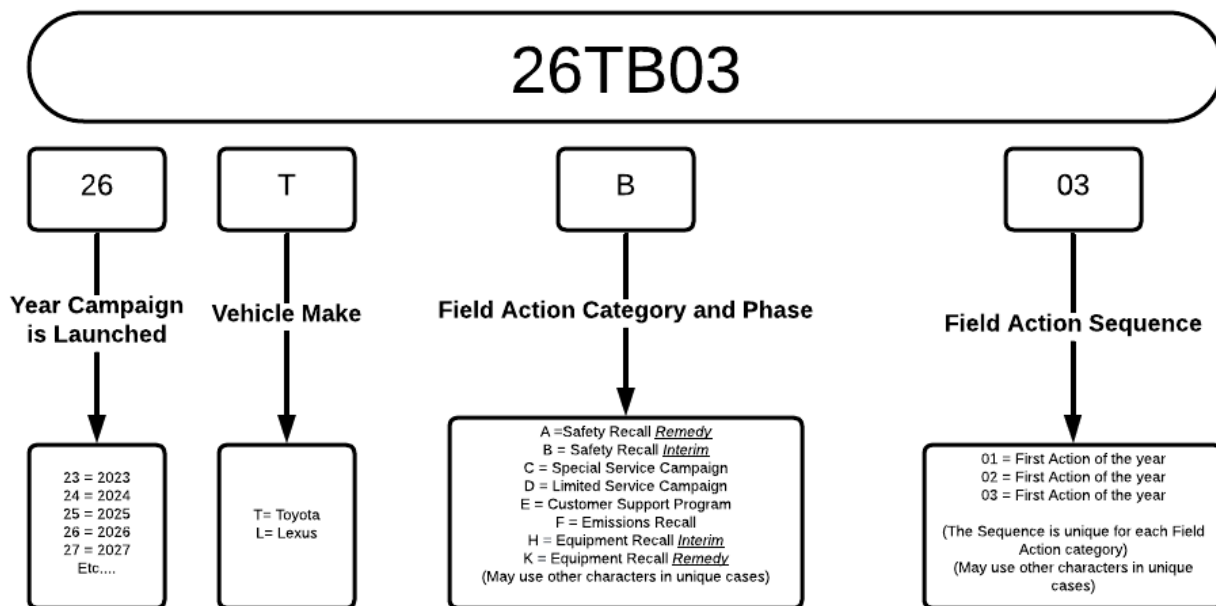 26TB03
26
T
B
03
Year Campaign
is Launched
Vehicle Make
Field Action Category and Phase
Field Action Sequence
23 = 2023
24 = 2024
25 = 2025
26 = 2026
27 = 2027
Etc....
T= Toyota
L= Lexus
A =Safety Recall Remedy
B = Safety Recall Interim
C = Special Service Campaign
D = Limited Service Campaign
E = Customer Support Program
F = Emissions Recall
H = Equipment Recall Interim
K = Equipment Recall Remedy
(May use other characters in unique cases)
01 = First Action of the year
02 = First Action of the year
03 = First Action of the year
(The Sequence is unique for each Field
Action category)
(May use other characters in unique
cases)